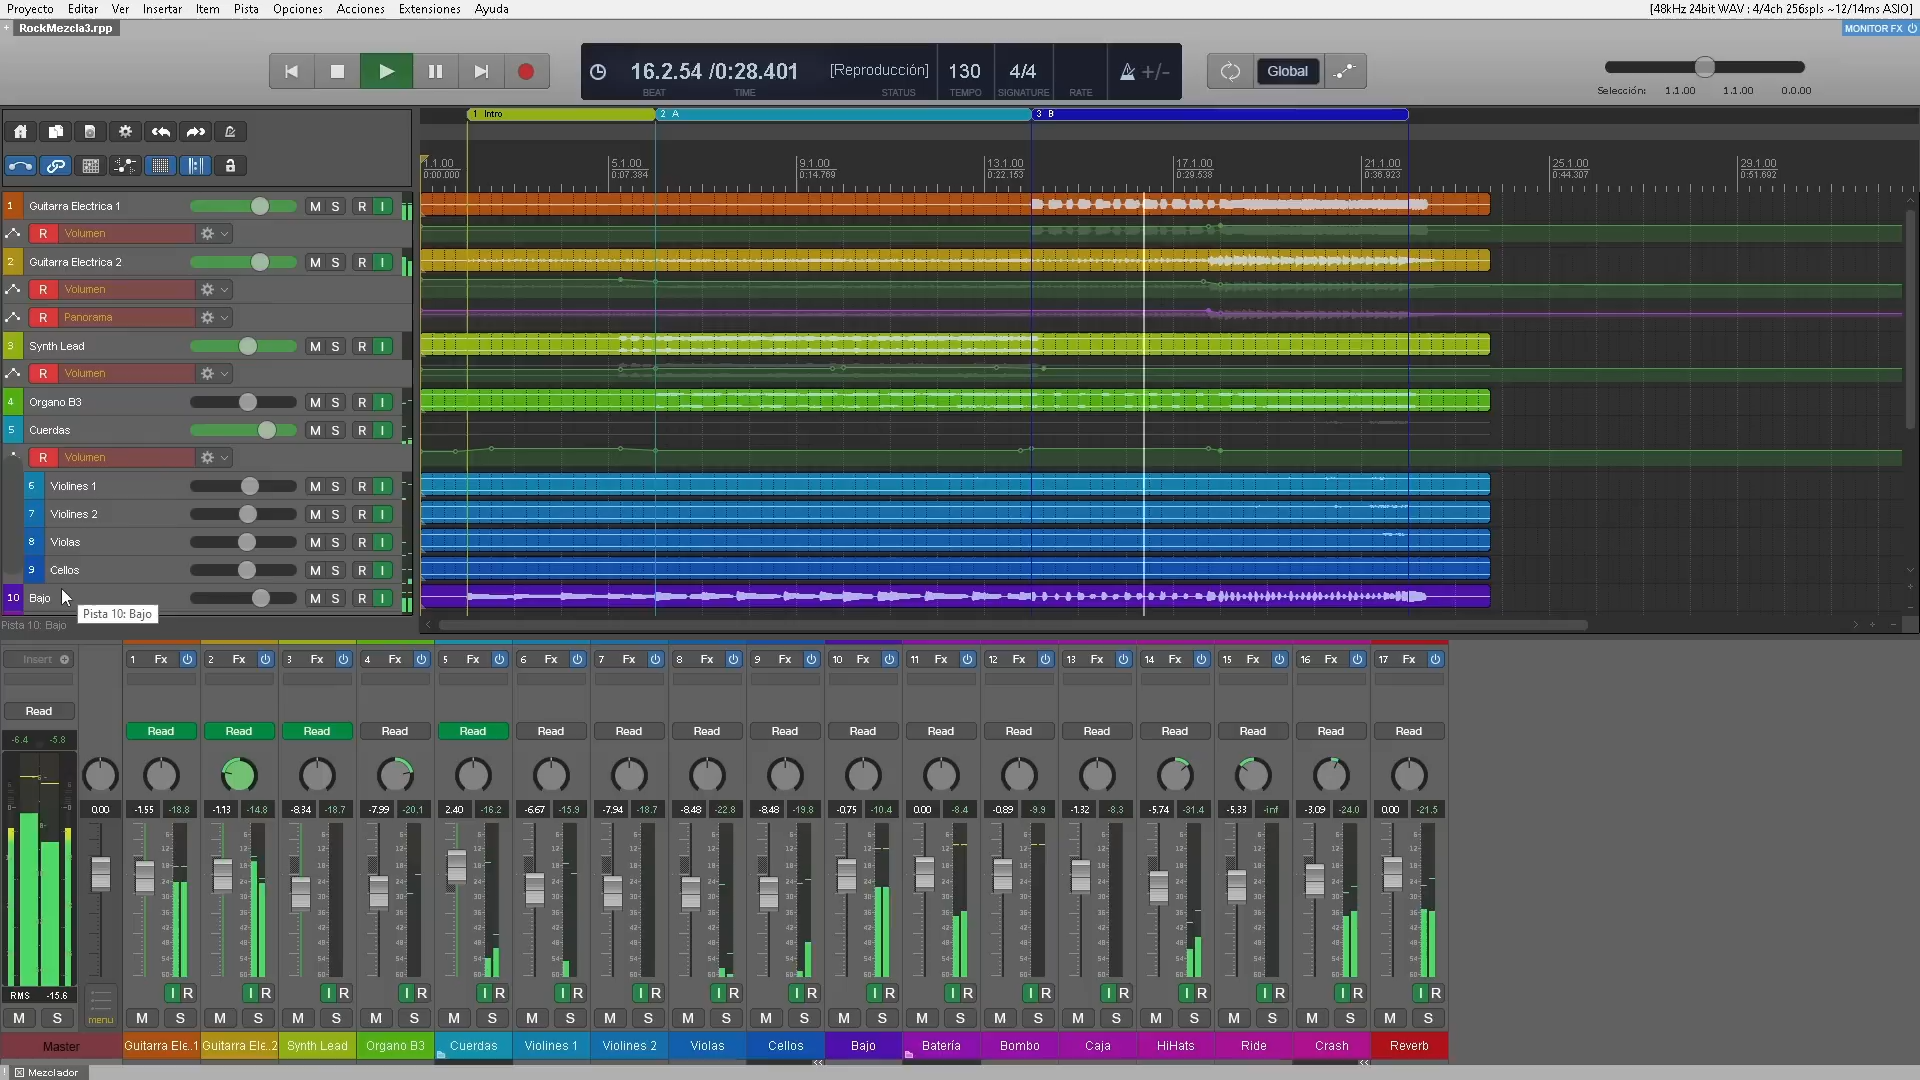 Proyecto Editar Ver Insertar Item Pista Opciones Acciones Extensiones Ayuda [48kHz 24bit WAV : 4/4ch 256spls ~12/14ms ASIO]
RockMezcla3.rpp MONITOR FX
16.2.54 /0:28.401 [Reproducción] 130 4/4 +/- Global
BEAT TIME STATUS TEMPO SIGNATURE RATE
Selección: 1.1.00 1.1.00 0.0.00
1 Intro 2 A 3 B
1.1.00 5.1.00 9.1.00 13.1.00 17.1.00 21.1.00 25.1.00 29.1.00
0:00.000 0:07.384 0:14.769 0:22.153 0:29.538 0:36.923 0:44.307 0:51.692
1 Guitarra Electrica 1 M S R I
R Volumen
2 Guitarra Electrica 2 M S R I
R Volumen
R Panorama
3 Synth Lead M S R I
R Volumen
4 Organo B3 M S R I
5 Cuerdas M S R I
R Volumen
6 Violines 1 M S R I
7 Violines 2 M S R I
8 Violas M S R I
9 Cellos M S R I
10 Bajo M S R I
Pista 10: Bajo
Pista 10: Bajo
Insert 1 Fx 2 Fx 3 Fx 4 Fx 5 Fx 6 Fx 7 Fx 8 Fx 9 Fx 10 Fx 11 Fx 12 Fx 13 Fx 14 Fx 15 Fx 16 Fx 17 Fx
Read
Read Read Read Read Read Read Read Read Read Read Read Read Read Read Read Read Read
-6.4 -5.8
0.00 -1.55 -18.8 -1.13 -14.8 -8.34 -18.7 -7.99 -20.1 2.40 -16.2 -6.67 -15.9 -7.94 -18.7 -8.48 -22.8 -8.48 -19.8 -0.75 -10.4 0.00 -8.4 -0.89 -9.9 -1.32 -8.3 -5.74 -31.4 -5.33 -inf -3.09 -24.0 0.00 -21.5
RMS -15.6 I R I R I R I R I R I R I R I R I R I R I R I R I R I R I R I R I R
M S menu M S M S M S M S M S M S M S M S M S M S M S M S M S M S M S M S M S
Master Guitarra Ele..1 Guitarra Ele..2 Synth Lead Organo B3 Cuerdas Violines 1 Violines 2 Violas Cellos Bajo Batería Bombo Caja HiHats Ride Crash Reverb
Mezclador